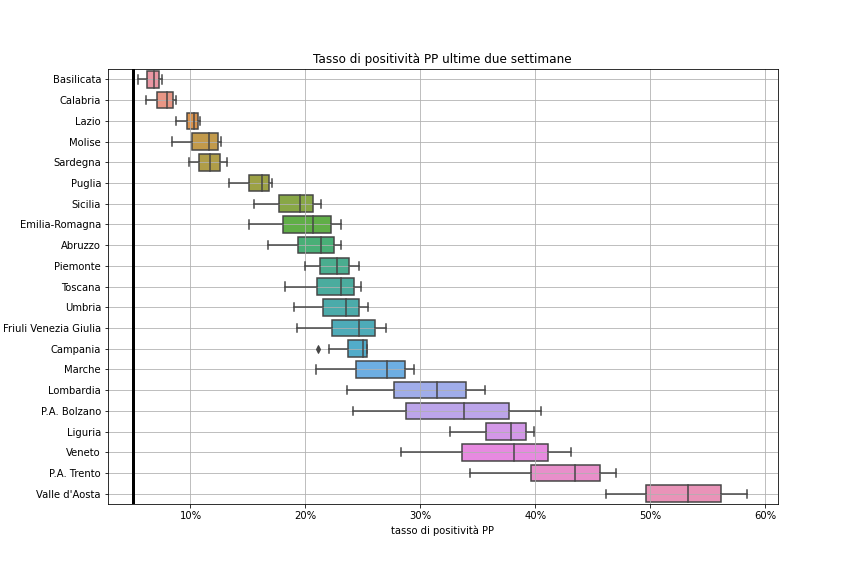 Tasso di positività PP ultime due settimane
Basilicata
Calabria
Lazio
Molise
Sardegna
Puglia
Sicilia
Emilia-Romagna
Abruzzo
Piemonte
Toscana
Umbria
Friuli Venezia Giulia
Campania
Marche
Lombardia
P.A. Bolzano
Liguria
Veneto
P.A. Trento
Valle d'Aosta
10% 20% 30% 40% 50% 60%
tasso di positività PP